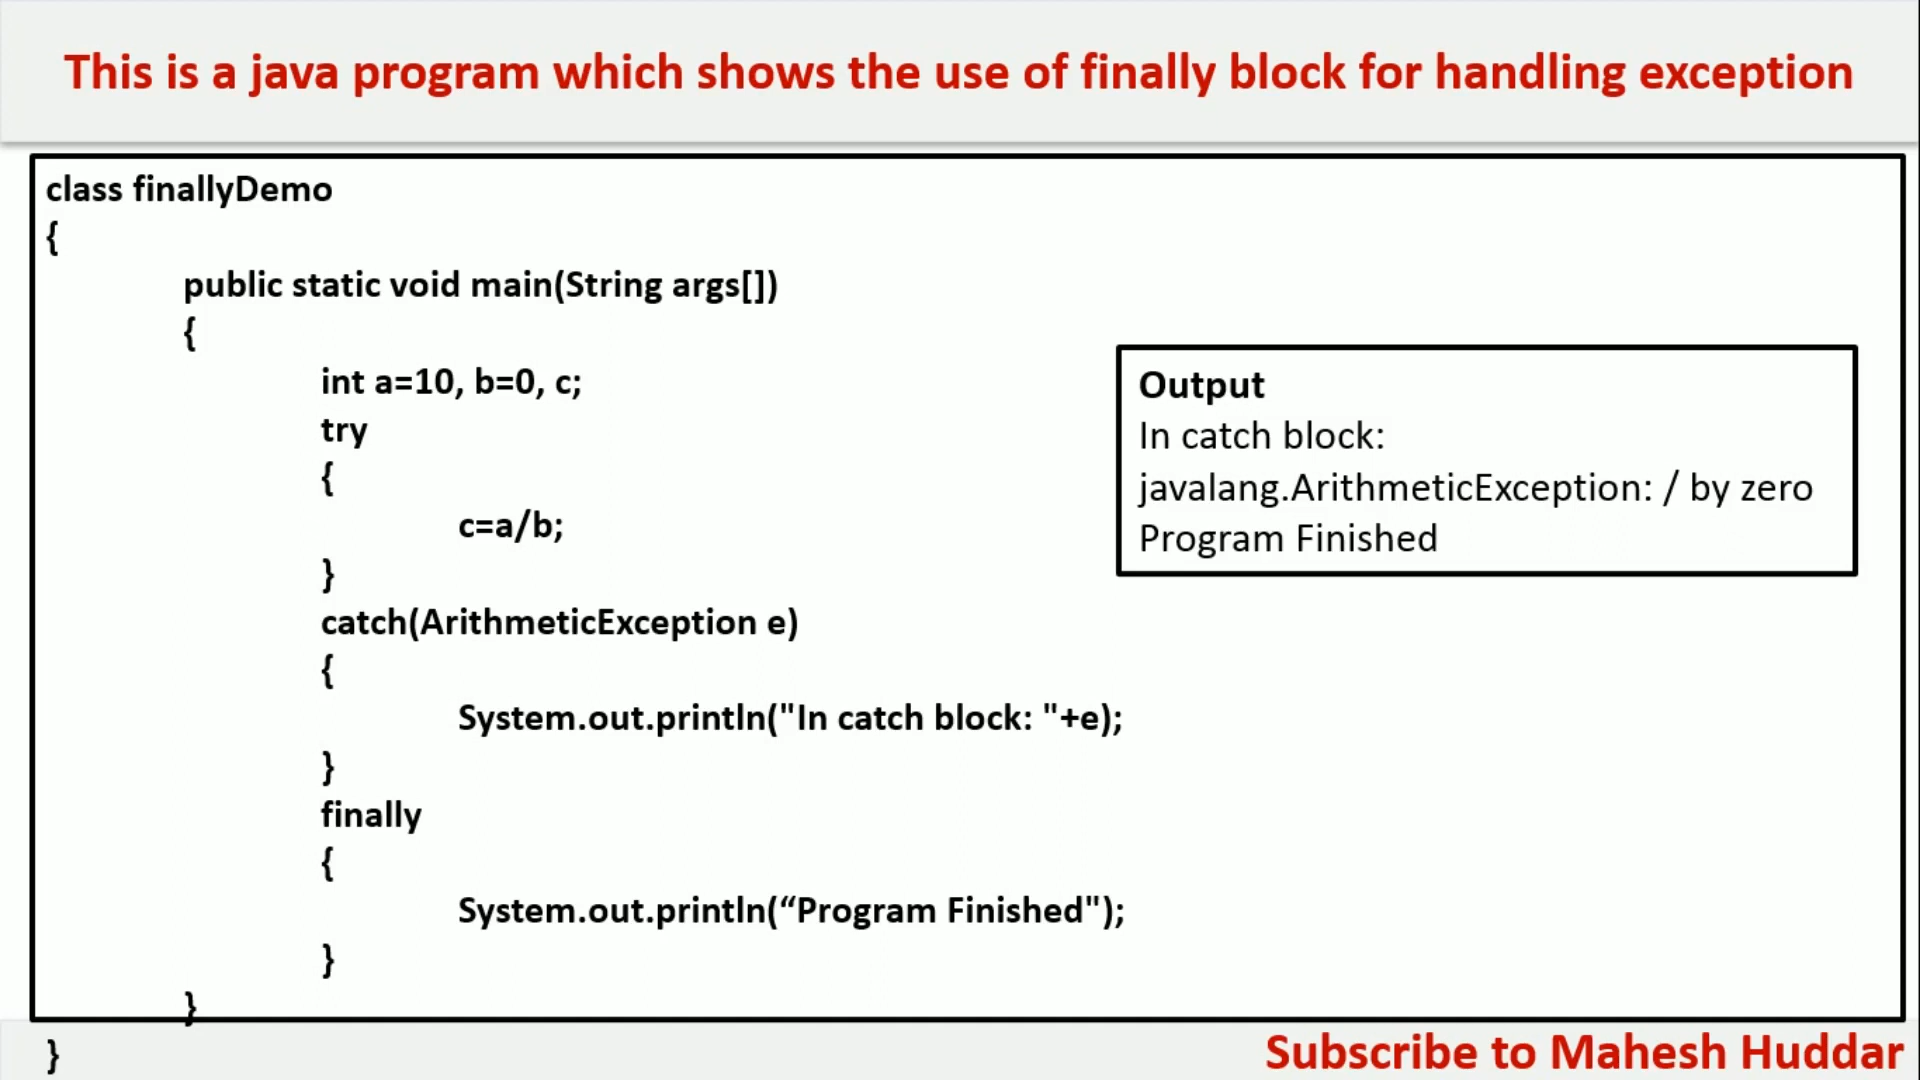 This is a java program which shows the use of finally block for handling exception
class finallyDemo
{
public static void main(String args[])
{
int a=10, b=0, c;
try
{
c=a/b;
}
catch(ArithmeticException e)
{
System.out.println("In catch block: "+e);
}
finally
{
System.out.println(“Program Finished");
}
}
}
Output
In catch block:
javalang.ArithmeticException: / by zero
Program Finished
Subscribe to Mahesh Huddar